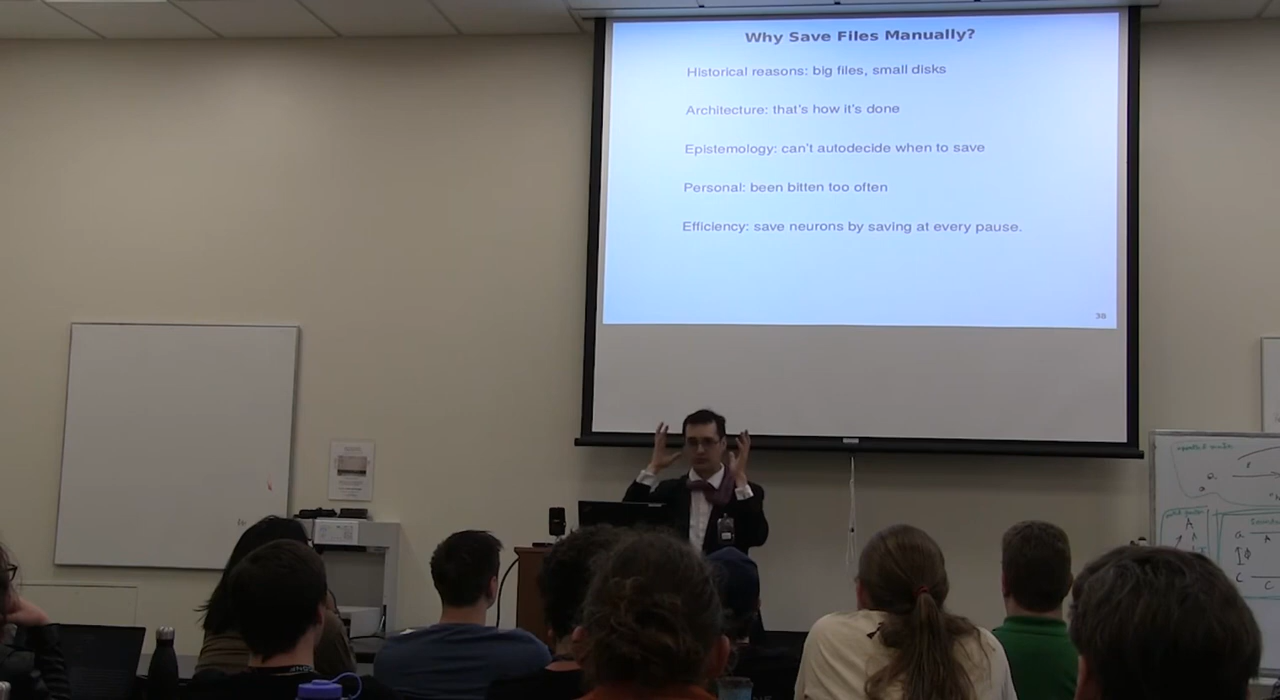 Why Save Files Manually?
Historical reasons: big files, small disks
Architecture: that's how it's done
Epistemology: can't autodecide when to save
Personal: been bitten too often
Efficiency: save neurons by saving at every pause.
38